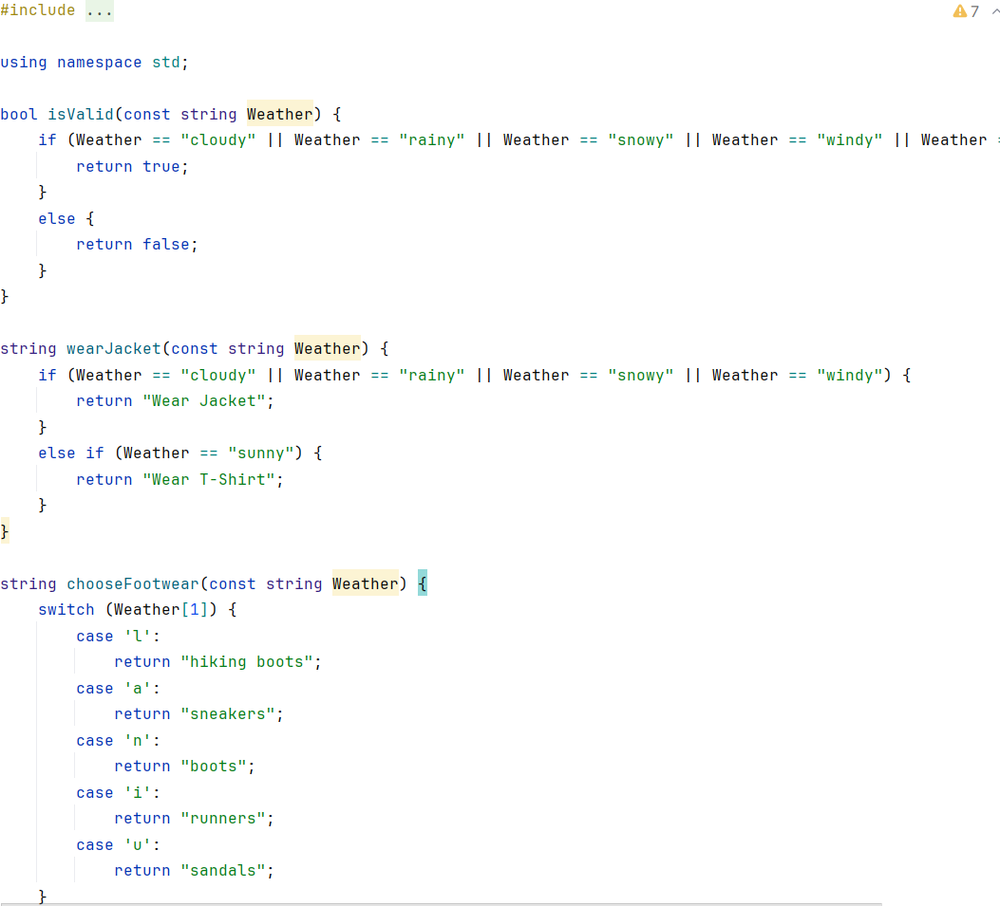 #include ...
7
using namespace std;
bool isValid(const string Weather) {
    if (Weather == "cloudy" || Weather == "rainy" || Weather == "snowy" || Weather == "windy" || Weather
        return true;
    }
    else {
        return false;
    }
}
string wearJacket(const string Weather) {
    if (Weather == "cloudy" || Weather == "rainy" || Weather == "snowy" || Weather == "windy") {
        return "Wear Jacket";
    }
    else if (Weather == "sunny") {
        return "Wear T-Shirt";
    }
}
string chooseFootwear(const string Weather) {
    switch (Weather[1]) {
        case 'l':
            return "hiking boots";
        case 'a':
            return "sneakers";
        case 'n':
            return "boots";
        case 'i':
            return "runners";
        case 'u':
            return "sandals";
    }